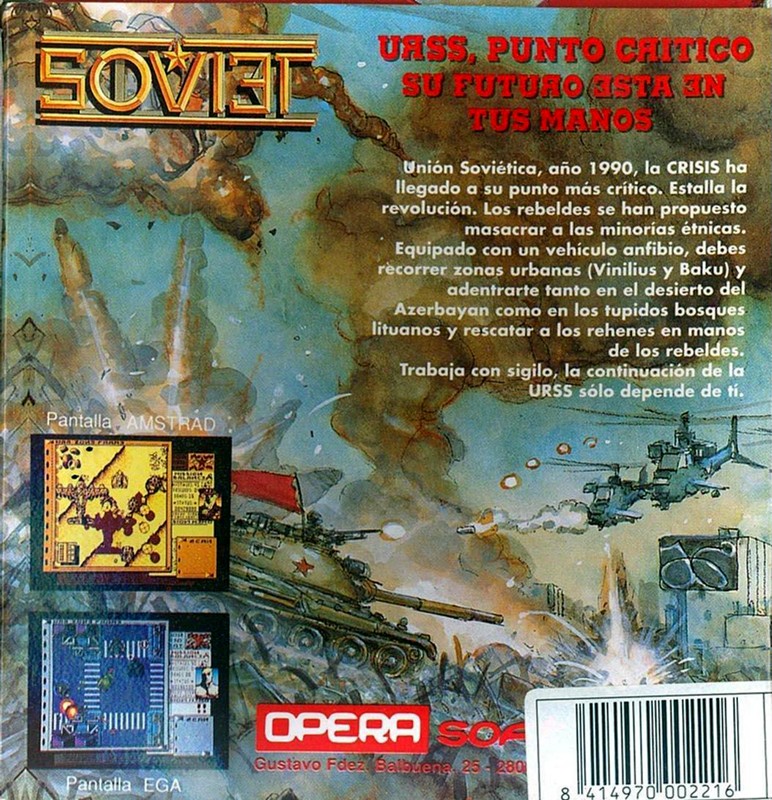 SOVIET
URSS, PUNTO CRITICO
SU FUTURO ESTA EN
TUS MANOS
Unión Soviética, año 1990, la CRISIS ha
llegado a su punto más crítico. Estalla la
revolución. Los rebeldes se han propuesto
masacrar a las minorías étnicas.
Equipado con un vehículo anfibio, debes
recorrer zonas urbanas (Vinilius y Baku) y
adentrarte tanto en el desierto del
Azerbayan como en los tupidos bosques
lituanos y rescatar a los rehenes en manos
de los rebeldes.
Trabaja con sigilo, la continuación de la
URSS sólo depende de tí.
Pantalla AMSTRAD
Pantalla EGA
OPERA SOF
Gustavo Fdez. Balbuena, 25 - 280
8 414970 002216